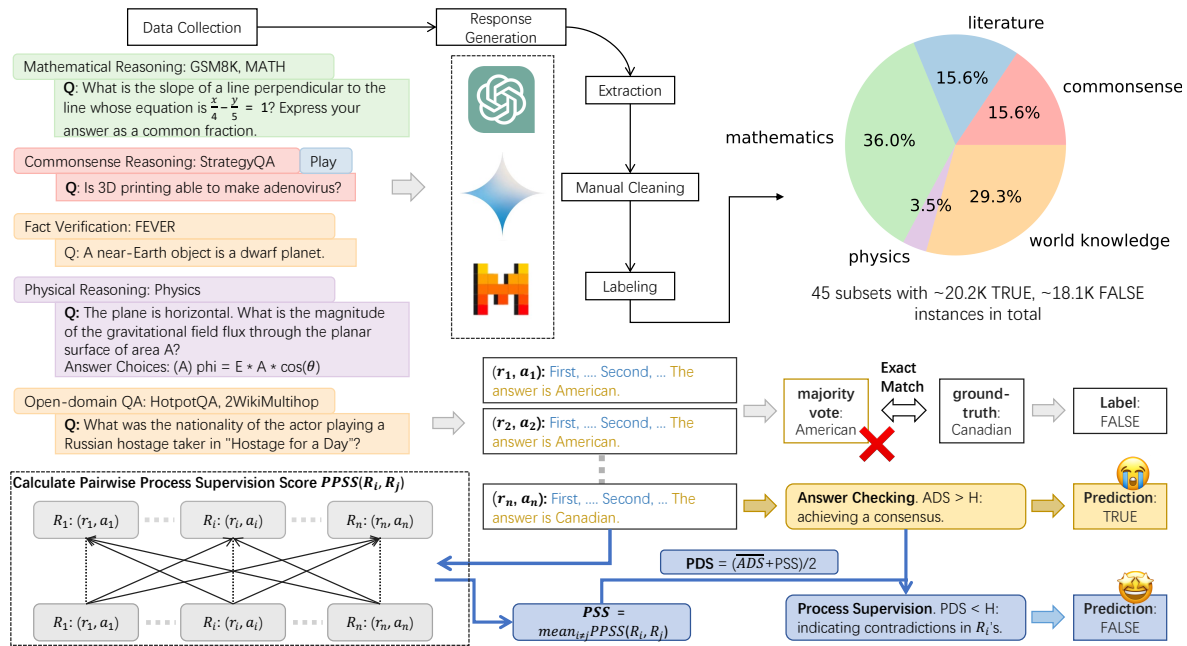 Data Collection
Response
Generation
Extraction
Manual Cleaning
Labeling
Mathematical Reasoning: GSM8K, MATH
Q: What is the slope of a line perpendicular to the
line whose equation is x/4 − y/5 = 1? Express your
answer as a common fraction.
Commonsense Reasoning: StrategyQA
Play
Q: Is 3D printing able to make adenovirus?
Fact Verification: FEVER
Q: A near-Earth object is a dwarf planet.
Physical Reasoning: Physics
Q: The plane is horizontal. What is the magnitude
of the gravitational field flux through the planar
surface of area A?
Answer Choices: (A) phi = E * A * cos(θ)
Open-domain QA: HotpotQA, 2WikiMultihop
Q: What was the nationality of the actor playing a
Russian hostage taker in "Hostage for a Day"?
literature
15.6%
commonsense
15.6%
mathematics
36.0%
3.5%
29.3%
physics
world knowledge
45 subsets with ~20.2K TRUE, ~18.1K FALSE
instances in total
(r₁, a₁): First, .... Second, ... The
answer is American.
(r₂, a₂): First, .... Second, ... The
answer is American.
(rₙ, aₙ): First, .... Second, ... The
answer is Canadian.
majority
vote:
American
Exact
Match
ground-
truth:
Canadian
Label:
FALSE
Answer Checking. ADS > H:
achieving a consensus.
Prediction:
TRUE
Calculate Pairwise Process Supervision Score PPSS(Rᵢ, Rⱼ)
R₁: (r₁, a₁)
Rᵢ: (rᵢ, aᵢ)
Rₙ: (rₙ, aₙ)
R₁: (r₁, a₁)
Rᵢ: (rᵢ, aᵢ)
Rₙ: (rₙ, aₙ)
PDS = (A̅D̅S̅+PSS)/2
PSS =
meanᵢ≠ⱼPPSS(Rᵢ, Rⱼ)
Process Supervision. PDS < H:
indicating contradictions in Rᵢ's.
Prediction:
FALSE